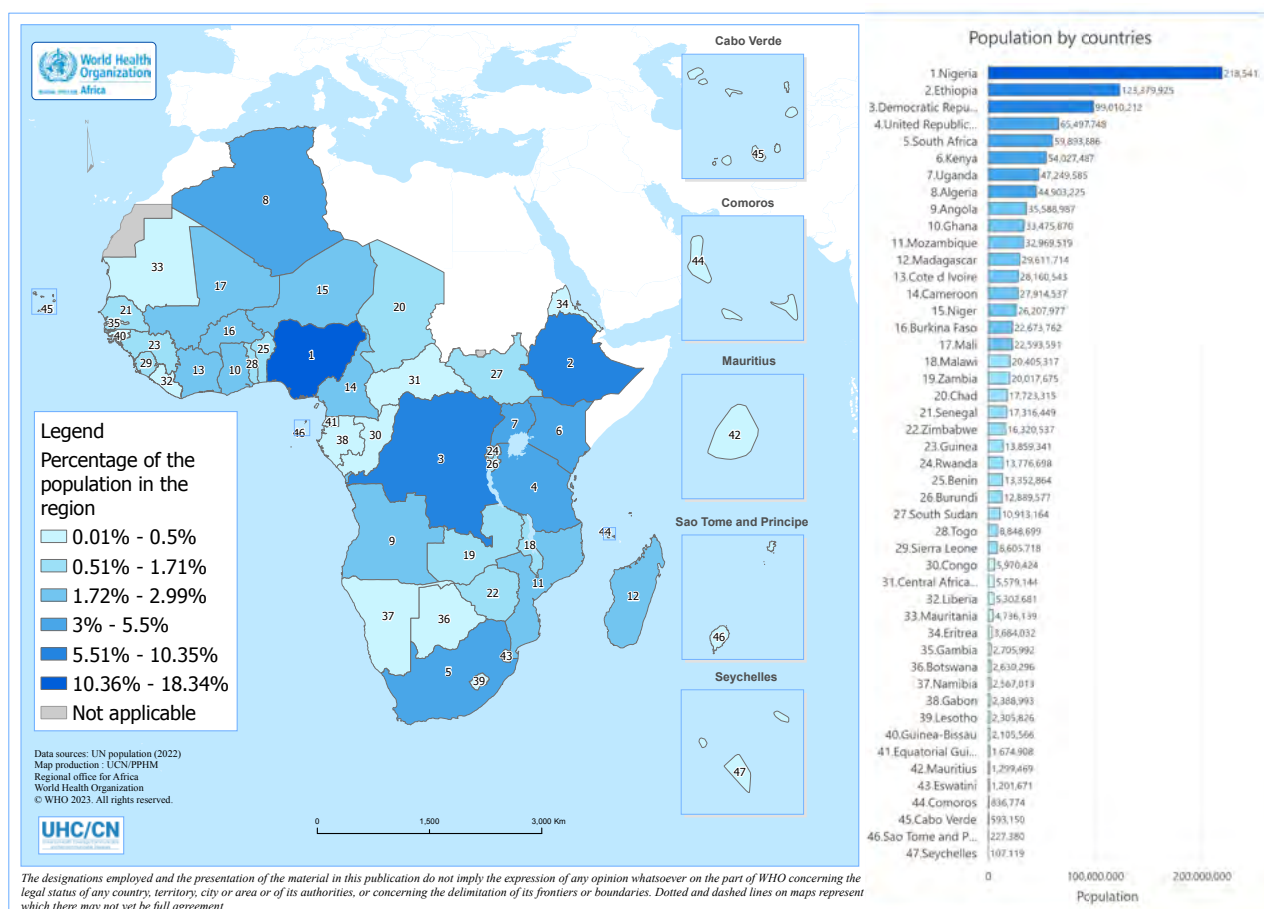 World Health
Organization
REGIONAL OFFICE FOR Africa
Cabo Verde
45
Comoros
44
Mauritius
42
Sao Tome and Principe
46
Seychelles
47
8
33
17
15
20
34
45
21
35
40
23
16
25
29
32
13
10
28
1
14
31
27
2
46
41
38
30
3
7
6
24
26
4
44
9
19
18
11
12
22
37
36
43
5
39
Legend
Percentage of the
population in the
region
0.01% - 0.5%
0.51% - 1.71%
1.72% - 2.99%
3% - 5.5%
5.51% - 10.35%
10.36% - 18.34%
Not applicable
Data sources: UN population (2022)
Map production : UCN/PPHM
Regional office for Africa
World Health Organization
© WHO 2023. All rights reserved.
UHC/CN
0 1,500 3,000 Km
The designations employed and the presentation of the material in this publication do not imply the expression of any opinion whatsoever on the part of WHO concerning the
legal status of any country, territory, city or area or of its authorities, or concerning the delimitation of its frontiers or boundaries. Dotted and dashed lines on maps represent
which there may not yet be full agreement
Population by countries
1.Nigeria 218,541
2.Ethiopia 123,379,925
3.Democratic Repu... 99,010,212
4.United Republic... 65,497,748
5.South Africa 59,893,886
6.Kenya 54,027,487
7.Uganda 47,249,585
8.Algeria 44,903,225
9.Angola 35,588,987
10.Ghana 33,475,870
11.Mozambique 32,969,519
12.Madagascar 29,611,714
13.Cote d Ivoire 28,160,543
14.Cameroon 27,914,537
15.Niger 26,207,977
16.Burkina Faso 22,673,762
17.Mali 22,593,591
18.Malawi 20,405,317
19.Zambia 20,017,675
20.Chad 17,723,315
21.Senegal 17,316,449
22.Zimbabwe 16,320,537
23.Guinea 13,859,341
24.Rwanda 13,776,698
25.Benin 13,352,864
26.Burundi 12,889,577
27.South Sudan 10,913,164
28.Togo 8,848,699
29.Sierra Leone 8,605,718
30.Congo 5,970,424
31.Central Africa... 5,579,144
32.Liberia 5,302,681
33.Mauritania 4,736,139
34.Eritrea 3,684,032
35.Gambia 2,705,992
36.Botswana 2,630,296
37.Namibia 2,567,013
38.Gabon 2,388,993
39.Lesotho 2,305,826
40.Guinea-Bissau 2,105,566
41.Equatorial Gui... 1,674,908
42.Mauritius 1,299,469
43.Eswatini 1,201,671
44.Comoros 836,774
45.Cabo Verde 593,150
46.Sao Tome and P... 227,380
47.Seychelles 107,119
0 100,000,000 200,000,000
Population